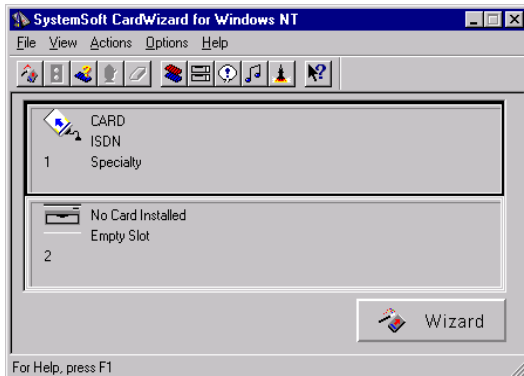 SystemSoft CardWizard for Windows NT
File View Actions Options Help
CARD
ISDN
1 Specialty
No Card Installed
Empty Slot
2
Wizard
For Help, press F1